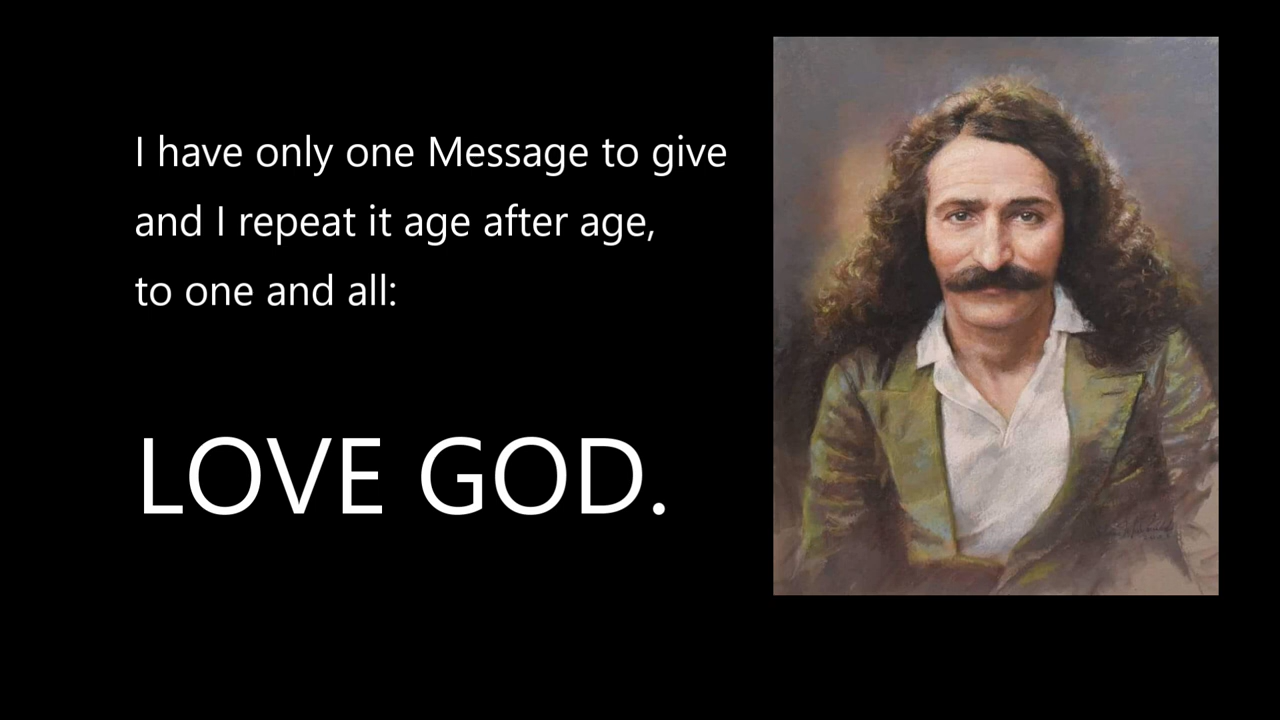 I have only one Message to give
and I repeat it age after age,
to one and all:
LOVE GOD.